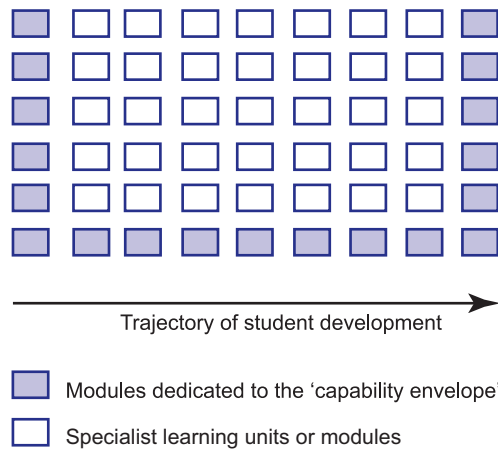 Trajectory of student development
Modules dedicated to the ‘capability envelope’
Specialist learning units or modules